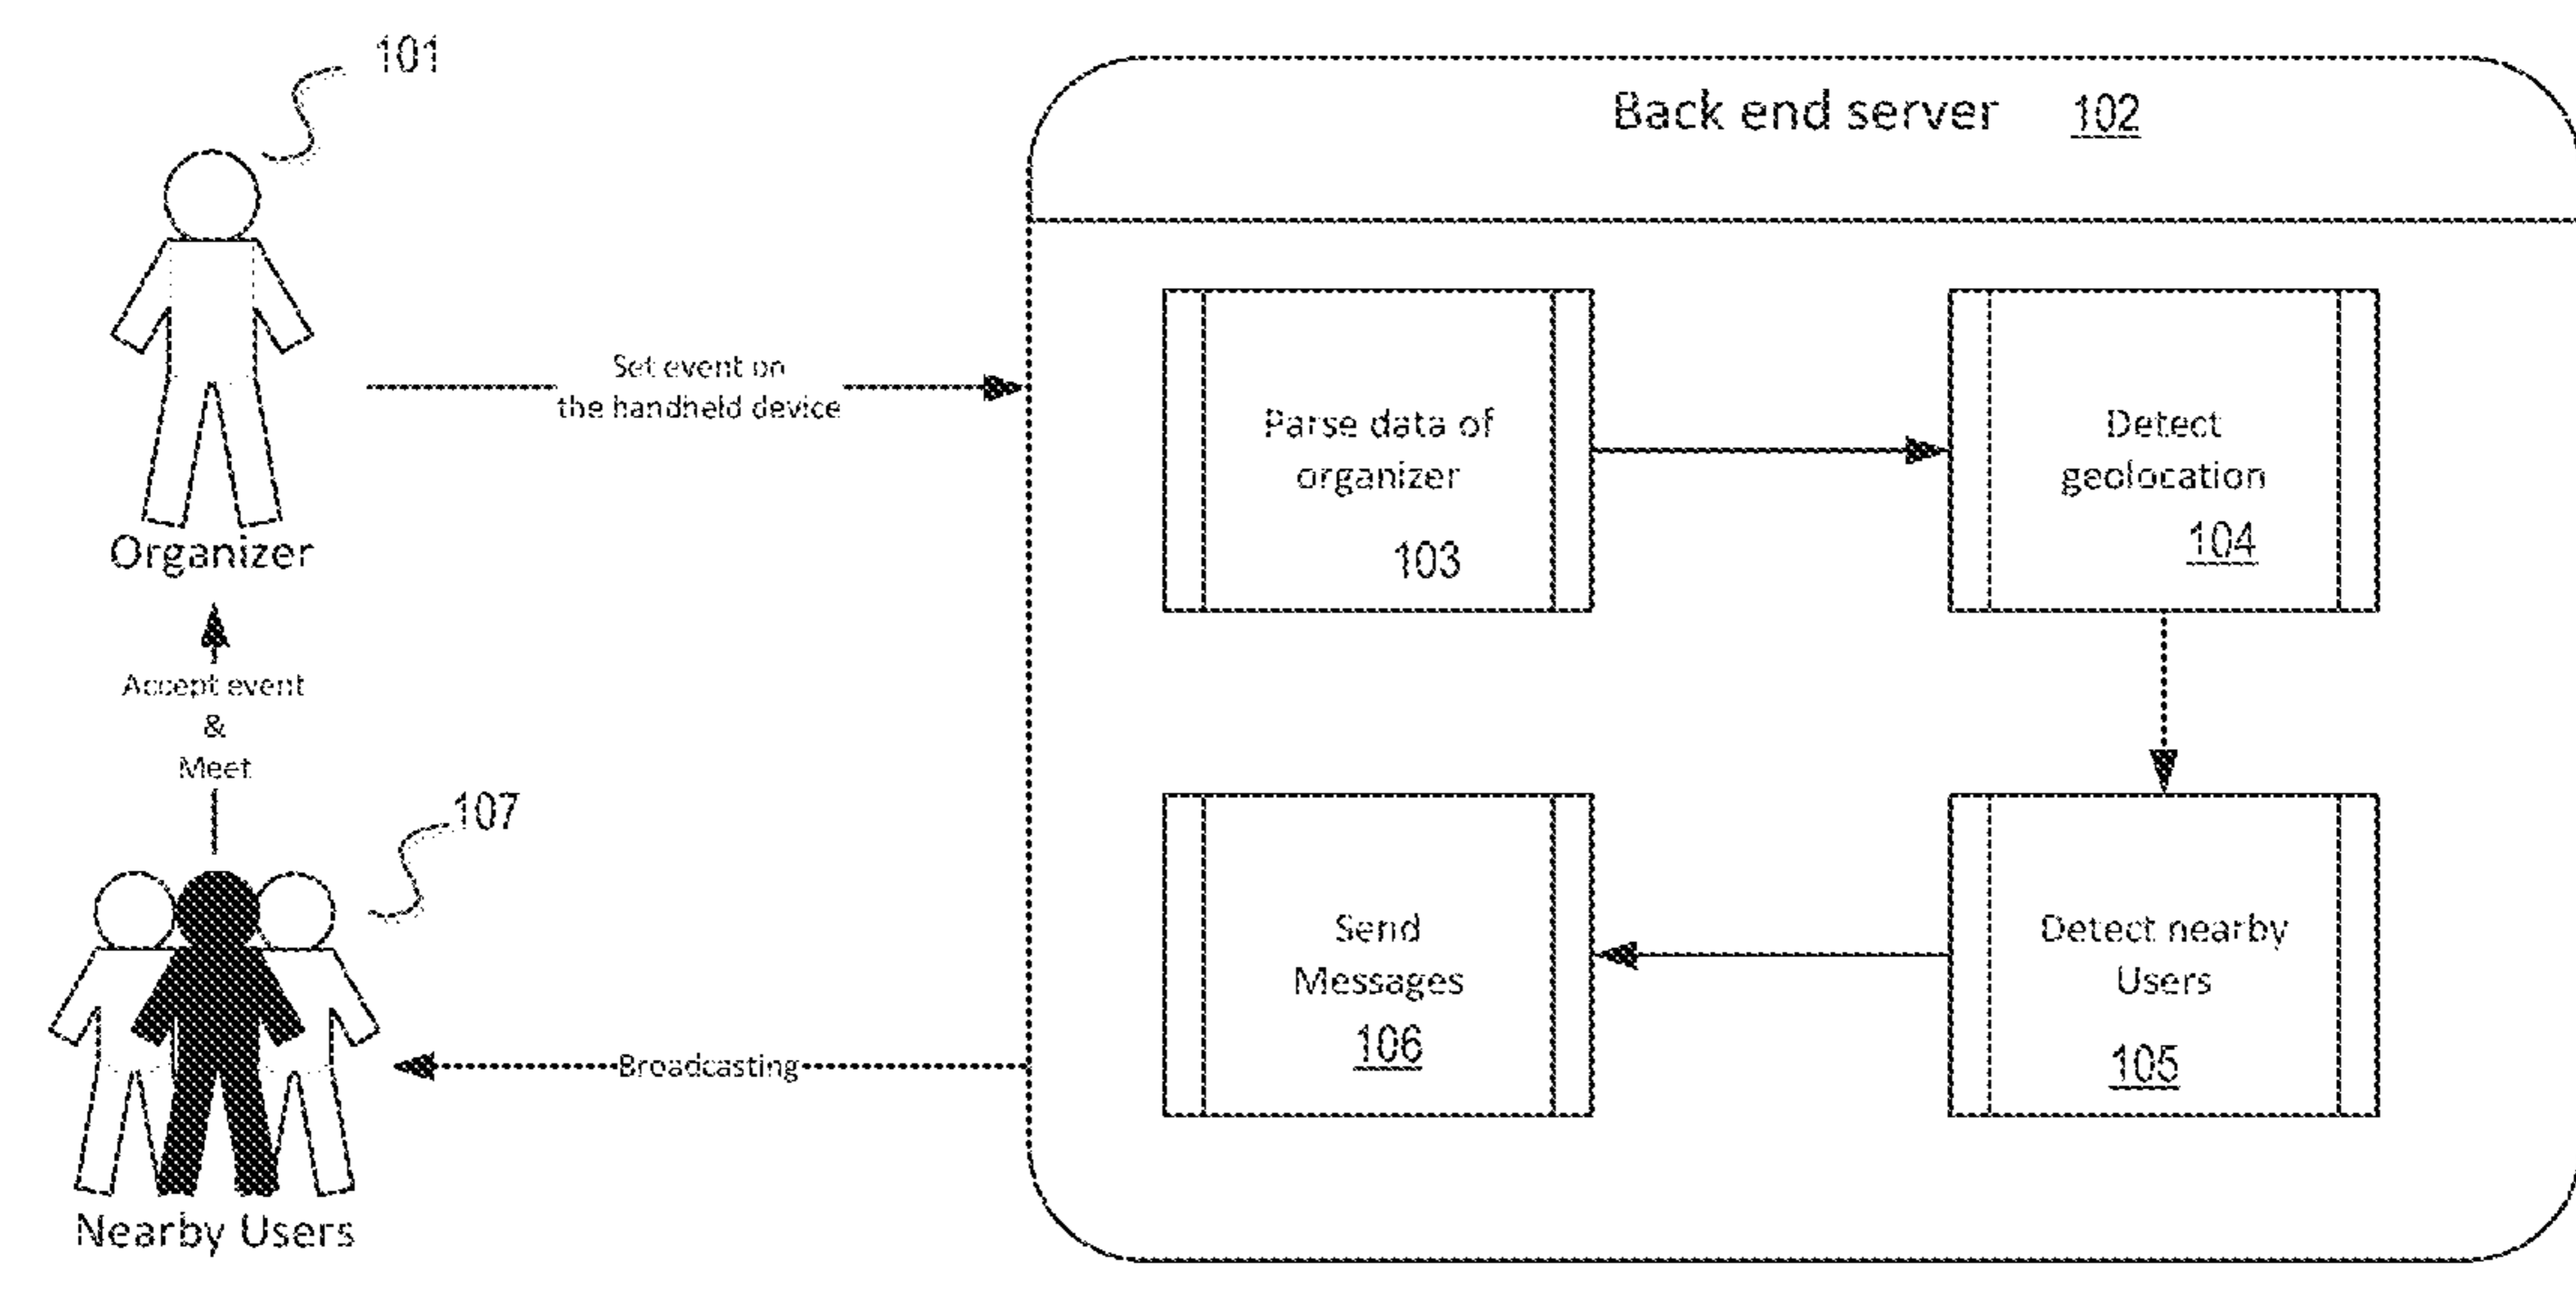 101
Back end server 102
Set event on
the handheld device
Parse data of
organizer
103
Detect
geolocation
104
Organizer
Accept event
&
Meet
107
Send
Messages
106
Detect nearby
Users
105
Broadcasting
Nearby Users